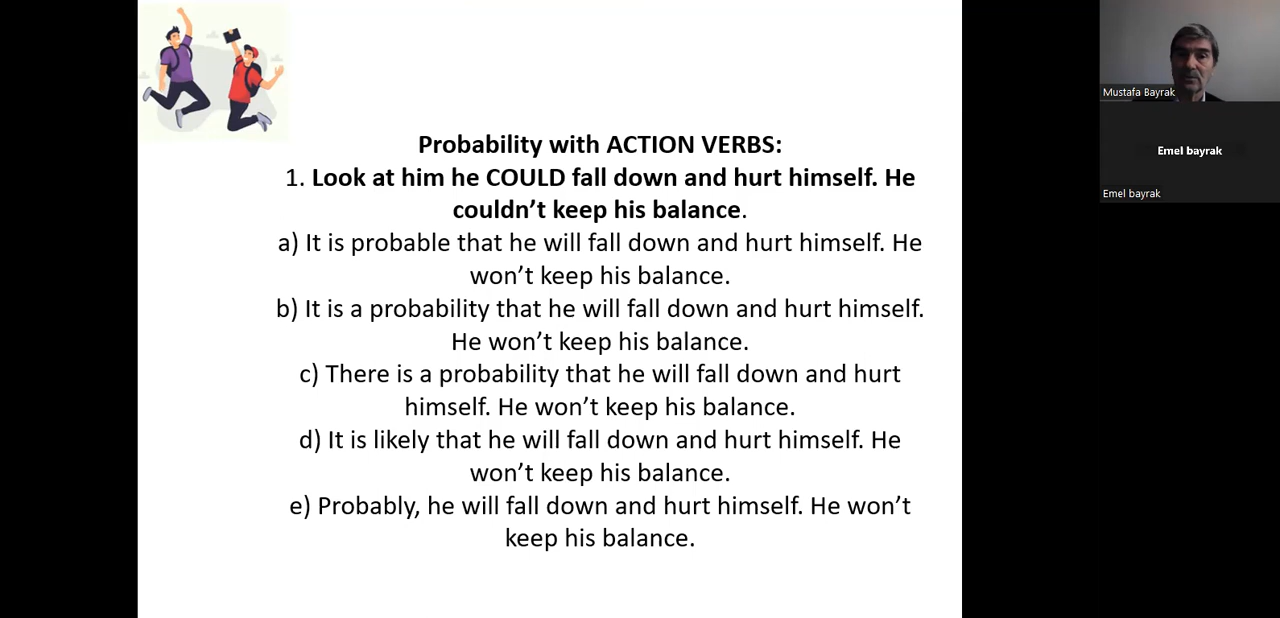 Probability with ACTION VERBS:
1. Look at him he COULD fall down and hurt himself. He
couldn’t keep his balance.
a) It is probable that he will fall down and hurt himself. He
won’t keep his balance.
b) It is a probability that he will fall down and hurt himself.
He won’t keep his balance.
c) There is a probability that he will fall down and hurt
himself. He won’t keep his balance.
d) It is likely that he will fall down and hurt himself. He
won’t keep his balance.
e) Probably, he will fall down and hurt himself. He won’t
keep his balance.
Mustafa Bayrak
Emel bayrak
Emel bayrak